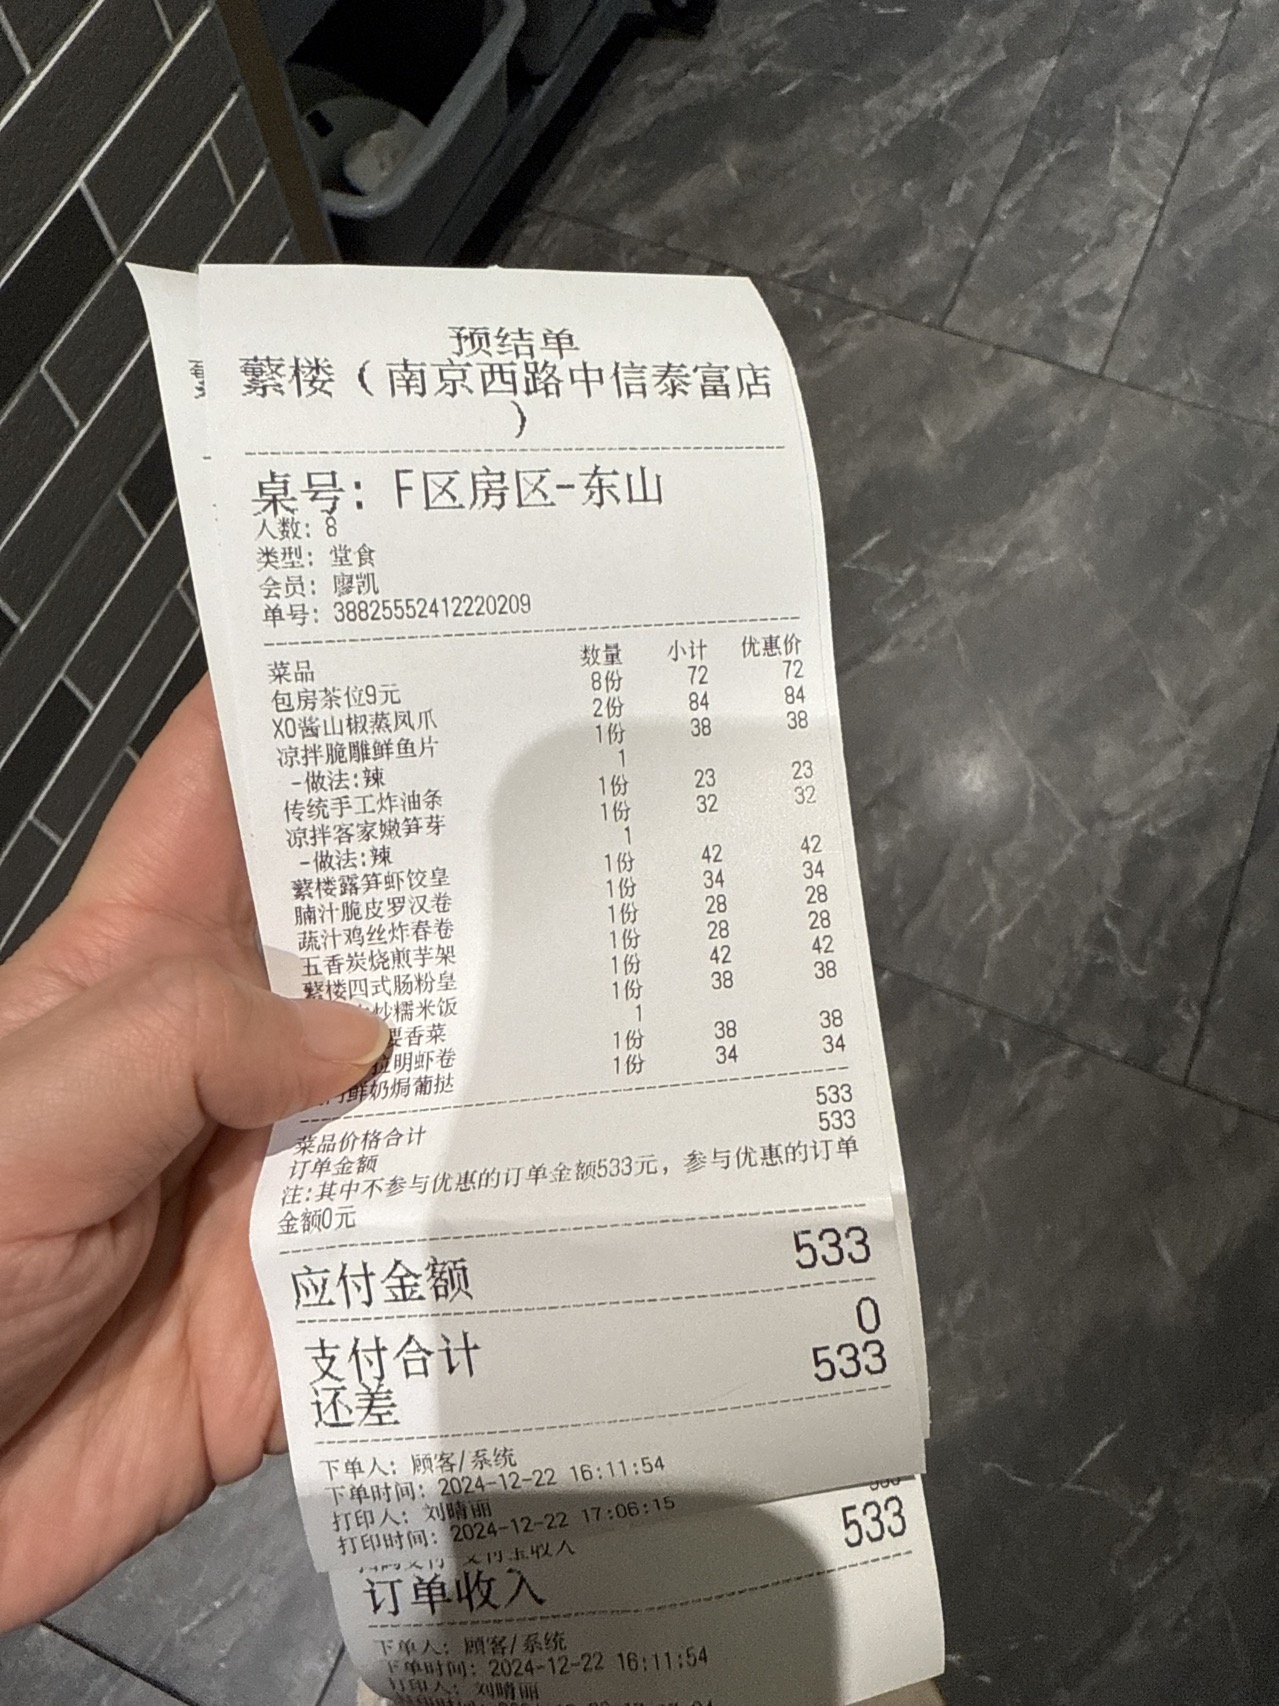 预结单
蘩楼（南京西路中信泰富店
）
桌号：F区房区-东山
人数：8
类型：堂食
会员：廖凯
单号：38825552412220209
菜品 数量 小计 优惠价
包房茶位9元 8份 72 72
XO酱山椒蒸凤爪 2份 84 84
凉拌脆雕鲜鱼片 1份 38 38
-做法:辣 1
传统手工炸油条 1份 23 23
凉拌客家嫩笋芽 1份 32 32
-做法:辣 1
蘩楼露笋虾饺皇 1份 42 42
腩汁脆皮罗汉卷 1份 34 34
蔬汁鸡丝炸春卷 1份 28 28
五香炭烧煎芋架 1份 28 28
蘩楼四式肠粉皇 1份 42 42
炒糯米饭 1份 38 38
要香菜 1
拉明虾卷 1份 38 38
鲜奶焗葡挞 1份 34 34
菜品价格合计 533
订单金额 533
注:其中不参与优惠的订单金额533元，参与优惠的订单
金额0元
应付金额 533
支付合计 0
还差 533
下单人：顾客/系统
下单时间：2024-12-22 16:11:54
打印人：刘晴丽
打印时间：2024-12-22 17:06:15
订单收入 533
下单人：顾客/系统
下单时间：2024-12-22 16:11:54
打印人：刘晴丽